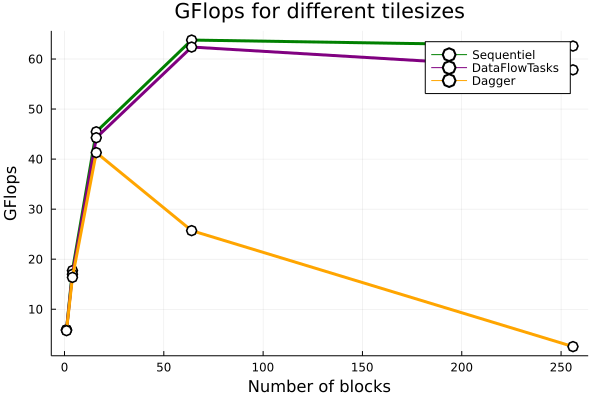 GFlops for different tilesizes
GFlops
60
50
40
30
20
10
Sequentiel
DataFlowTasks
Dagger
0 50 100 150 200 250
Number of blocks